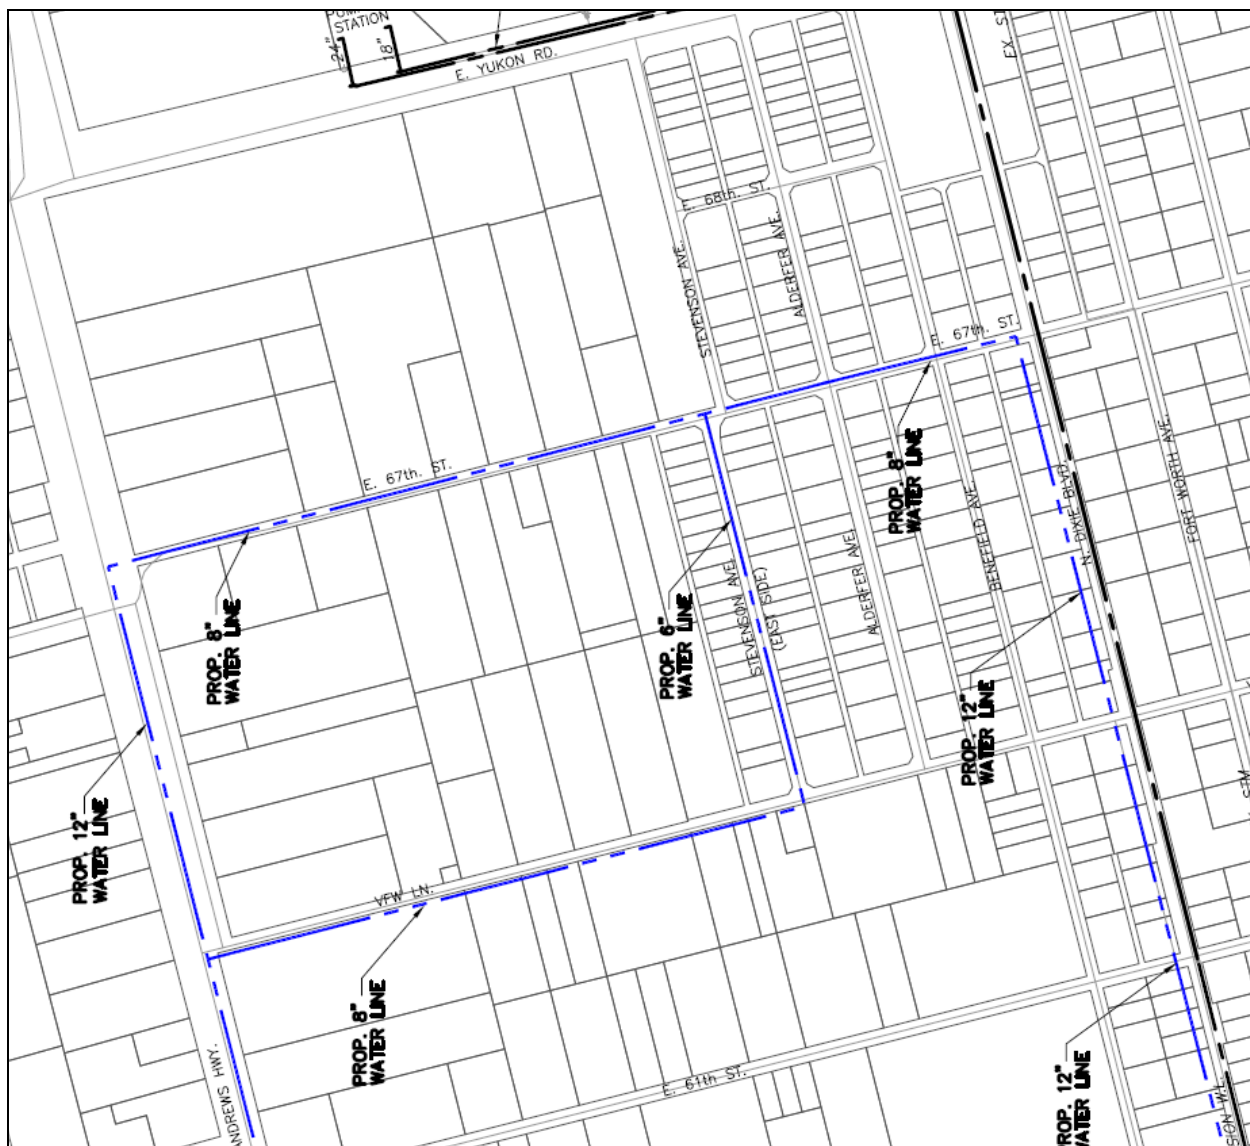 STATION
24"
18"
E. YUKON RD.
E. 68th. ST.
STEVENSON AVE.
ALDERFER AVE.
E. 67th. ST.
E. 67th. ST.
PROP. 8"
WATER LINE
PROP. 8"
WATER LINE
PROP. 6"
WATER LINE
STEVENSON AVE.
(EAST SIDE)
ALDERFER AVE.
BENEFIELD AVE.
N. DIXIE BLVD.
FORT WORTH AVE.
PROP. 12"
WATER LINE
PROP. 12"
WATER LINE
VFW LN.
PROP. 8"
WATER LINE
E. 61th ST.
HWY.
12"
LINE
W.L.